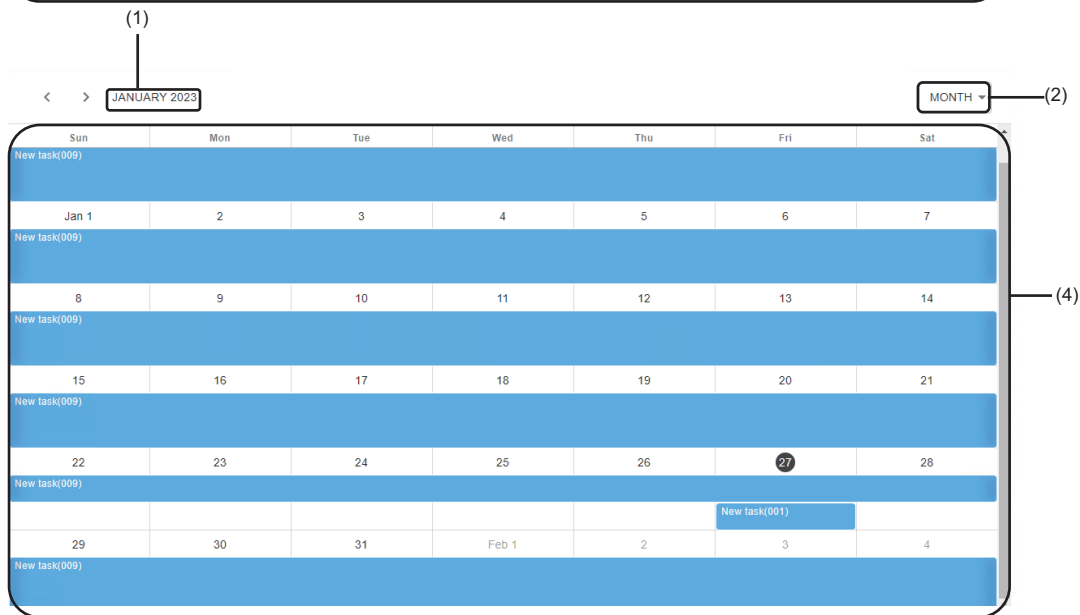 (1)
JANUARY 2023
MONTH
(2)
Sun Mon Tue Wed Thu Fri Sat
New task(009)
Jan 1 2 3 4 5 6 7
New task(009)
8 9 10 11 12 13 14
New task(009)
(4)
15 16 17 18 19 20 21
New task(009)
22 23 24 25 26 27 28
New task(009)
New task(001)
29 30 31 Feb 1 2 3 4
New task(009)